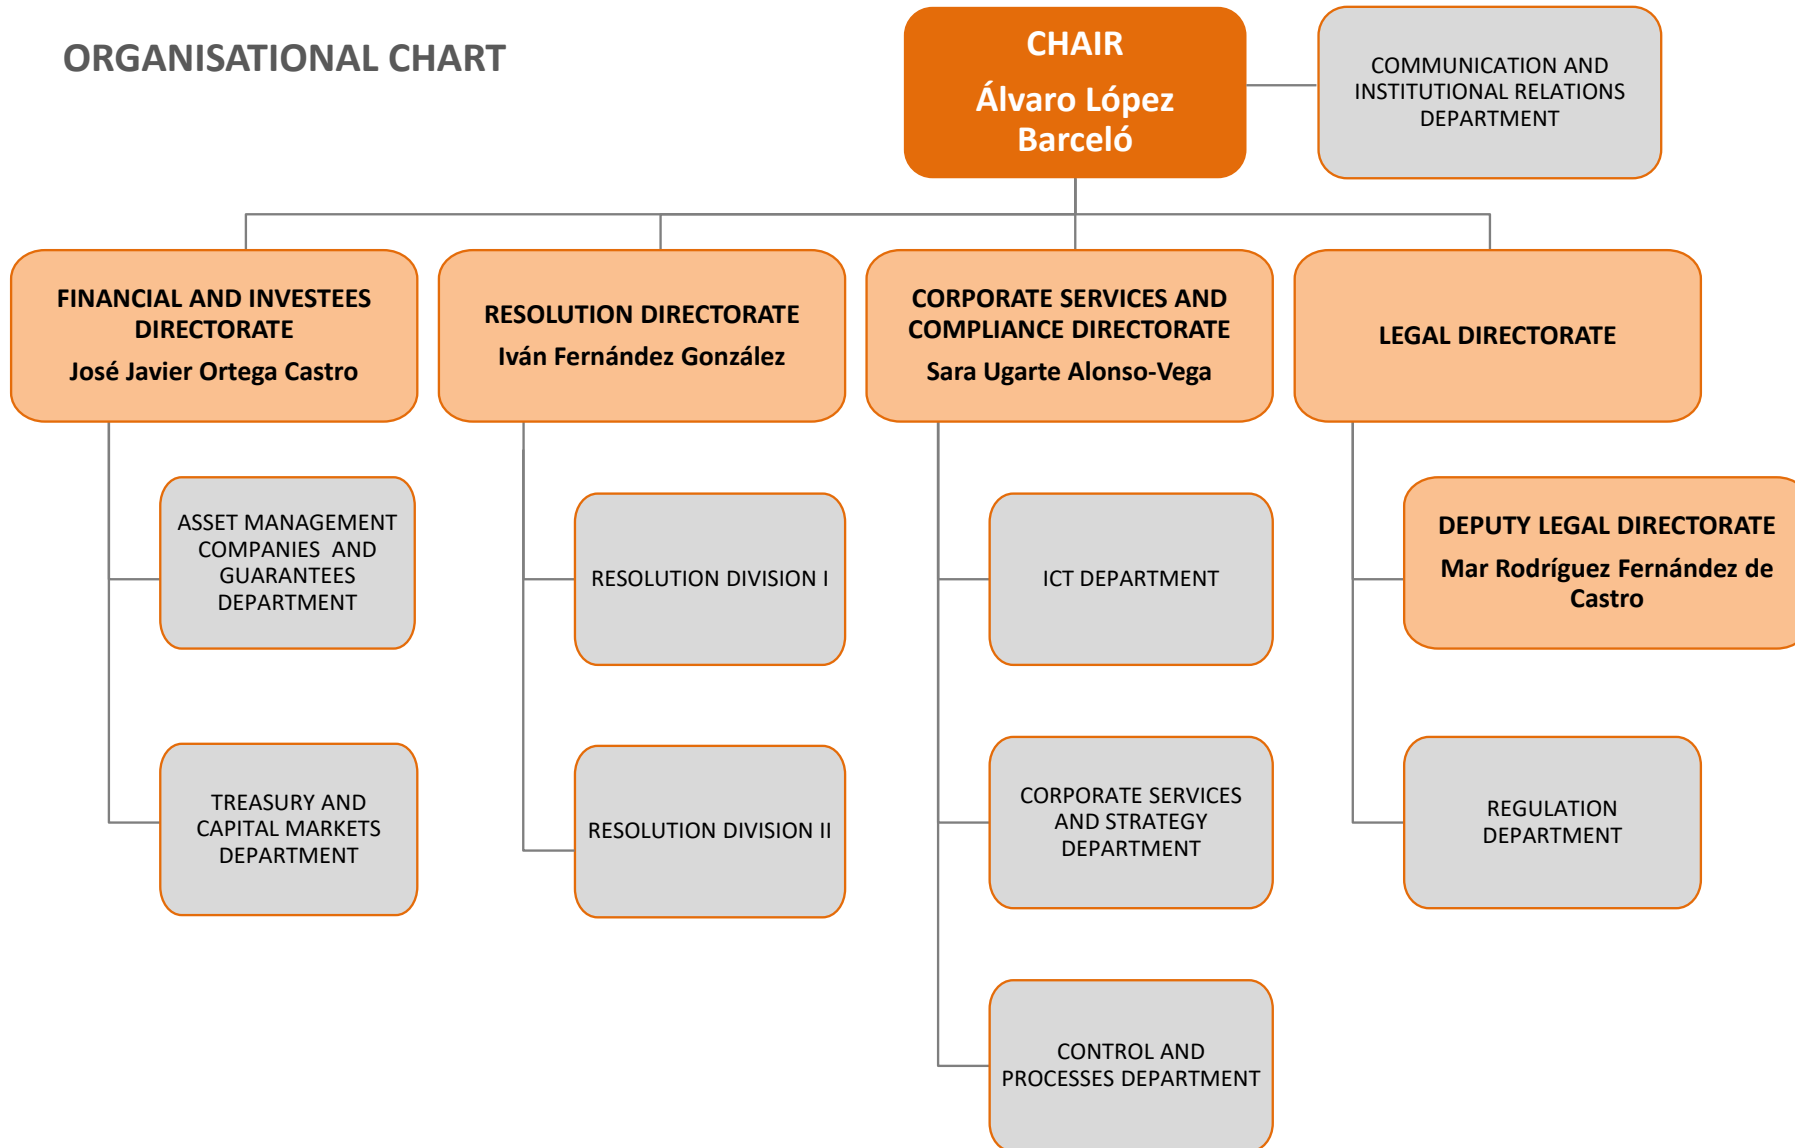 ORGANISATIONAL CHART
CHAIR
Álvaro López
Barceló
COMMUNICATION AND
INSTITUTIONAL RELATIONS
DEPARTMENT
FINANCIAL AND INVESTEES
DIRECTORATE
José Javier Ortega Castro
RESOLUTION DIRECTORATE
Iván Fernández González
CORPORATE SERVICES AND
COMPLIANCE DIRECTORATE
Sara Ugarte Alonso-Vega
LEGAL DIRECTORATE
ASSET MANAGEMENT
COMPANIES AND
GUARANTEES
DEPARTMENT
RESOLUTION DIVISION I
ICT DEPARTMENT
DEPUTY LEGAL DIRECTORATE
Mar Rodríguez Fernández de
Castro
TREASURY AND
CAPITAL MARKETS
DEPARTMENT
RESOLUTION DIVISION II
CORPORATE SERVICES
AND STRATEGY
DEPARTMENT
REGULATION
DEPARTMENT
CONTROL AND
PROCESSES DEPARTMENT